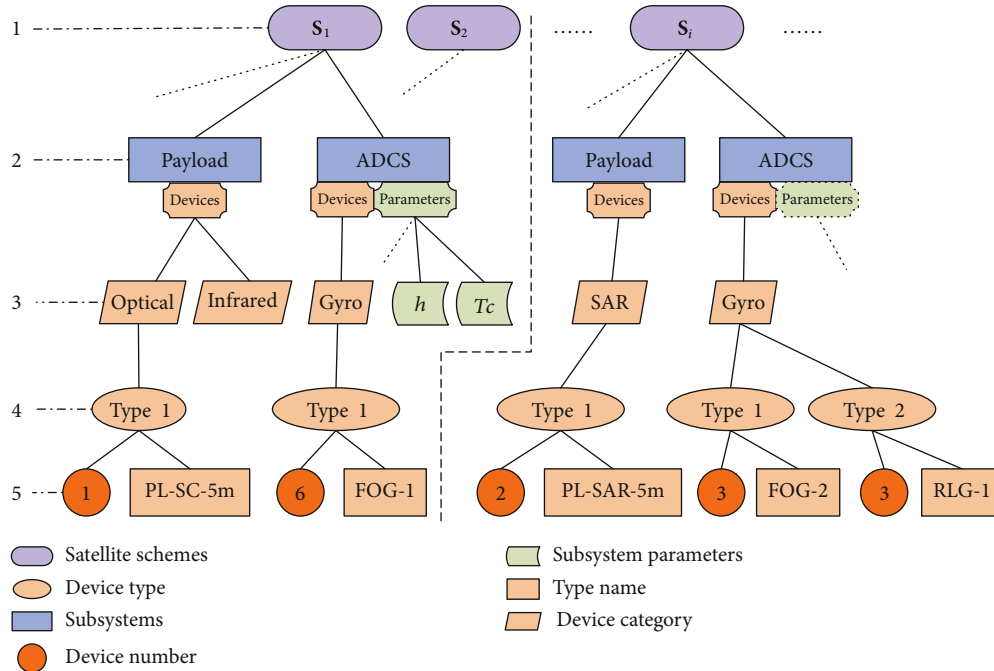 1 S1 S2 ...... Si ......
2 Payload ADCS Payload ADCS
Devices Devices Parameters Devices Devices Parameters
3 Optical Infrared Gyro h Tc SAR Gyro
4 Type 1 Type 1 Type 1 Type 1 Type 2
5 1 PL-SC-5m 6 FOG-1 2 PL-SAR-5m 3 FOG-2 3 RLG-1
Satellite schemes
Device type
Subsystems
Device number
Subsystem parameters
Type name
Device category